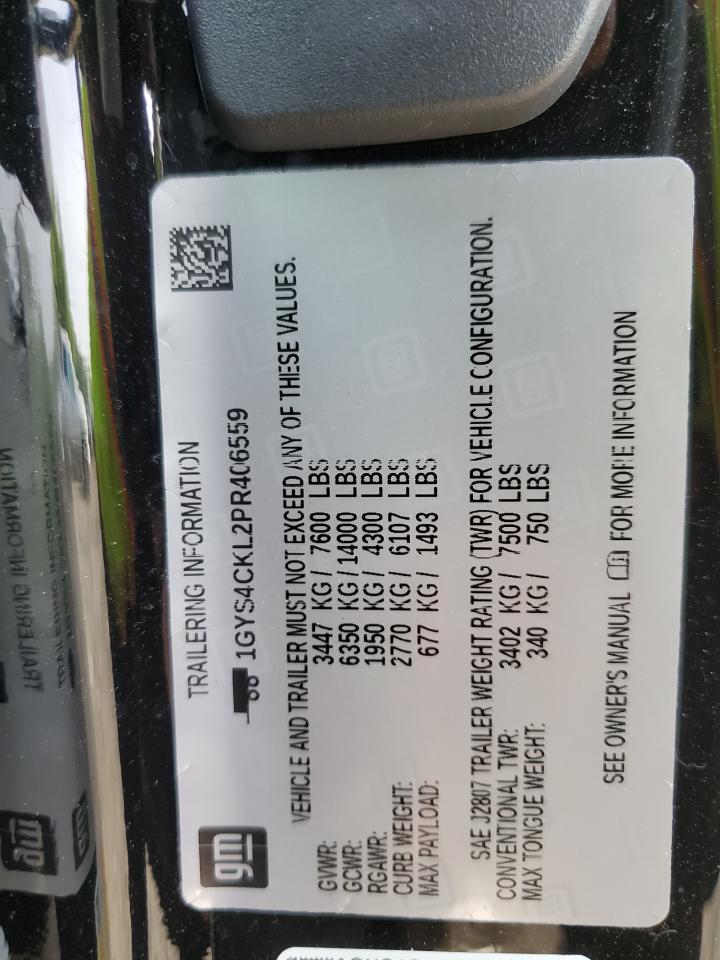 gm
TRAILERING INFORMATION
1GYS4CKL2PR406559
VEHICLE AND TRAILER MUST NOT EXCEED ANY OF THESE VALUES.
GVWR: 3447 KG / 7600 LBS
GCWR: 6350 KG / 14000 LBS
RGAWR: 1950 KG / 4300 LBS
CURB WEIGHT: 2770 KG / 6107 LBS
MAX PAYLOAD: 677 KG / 1493 LBS
SAE J2807 TRAILER WEIGHT RATING (TWR) FOR VEHICLE CONFIGURATION.
CONVENTIONAL TWR: 3402 KG / 7500 LBS
MAX TONGUE WEIGHT: 340 KG / 750 LBS
SEE OWNER'S MANUAL FOR MORE INFORMATION